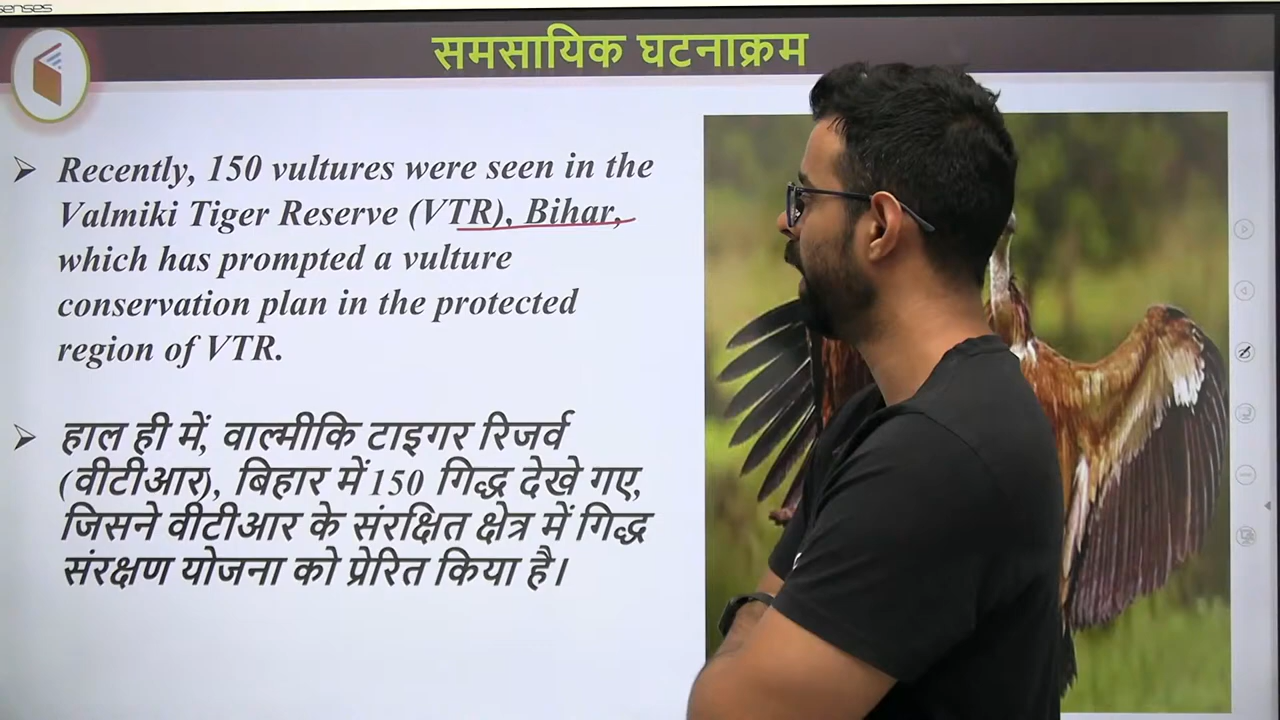 senses
समसायिक घटनाक्रम
Recently, 150 vultures were seen in the
Valmiki Tiger Reserve (VTR), Bihar,
which has prompted a vulture
conservation plan in the protected
region of VTR.
हाल ही में, वाल्मीकि टाइगर रिजर्व
(वीटीआर), बिहार में 150 गिद्ध देखे गए,
जिसने वीटीआर के संरक्षित क्षेत्र में गिद्ध
संरक्षण योजना को प्रेरित किया है।